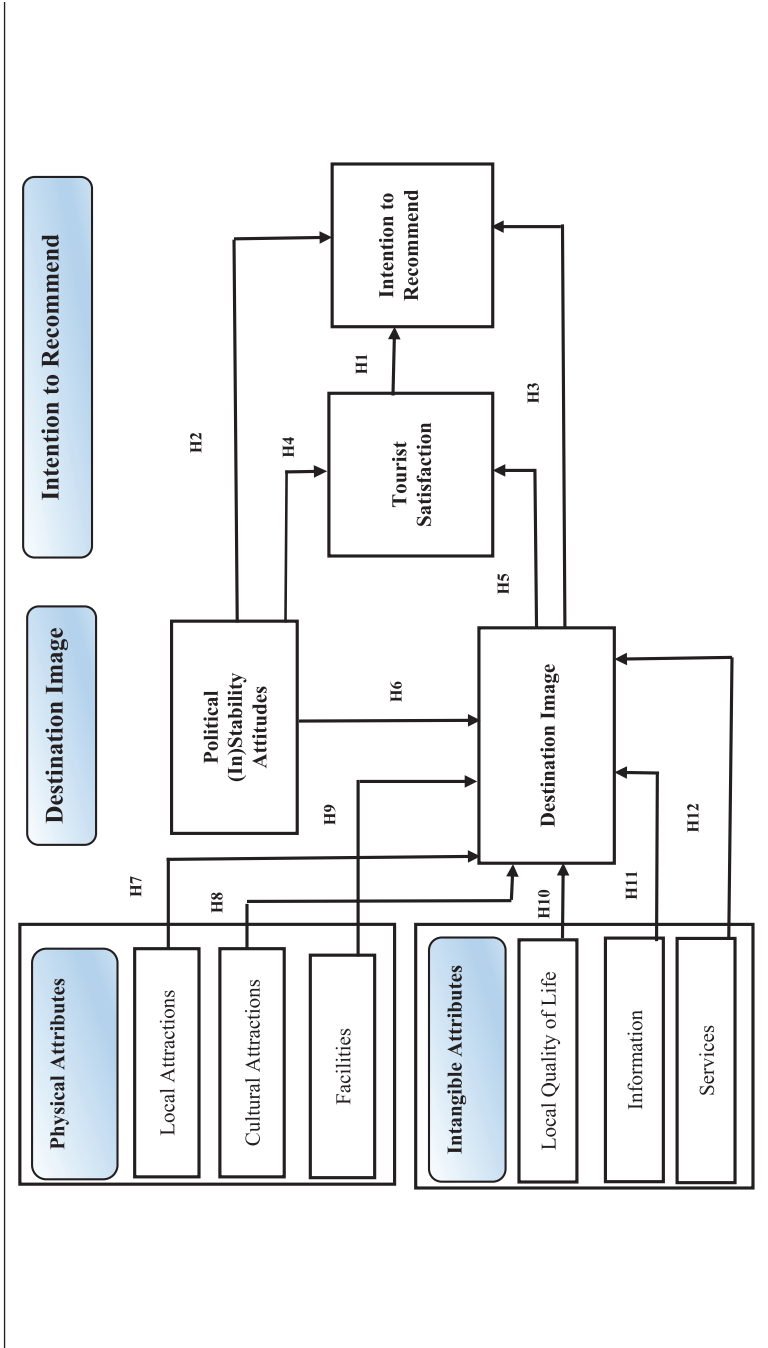 Physical Attributes
Local Attractions
Cultural Attractions
Facilities
Intangible Attributes
Local Quality of Life
Information
Services
H7
H8
H9
H10
H11
H12
Destination Image
Political
(In)Stability
Attitudes
H6
Destination Image
Intention to Recommend
H2
H4
H5
H3
Tourist
Satisfaction
H1
Intention to
Recommend